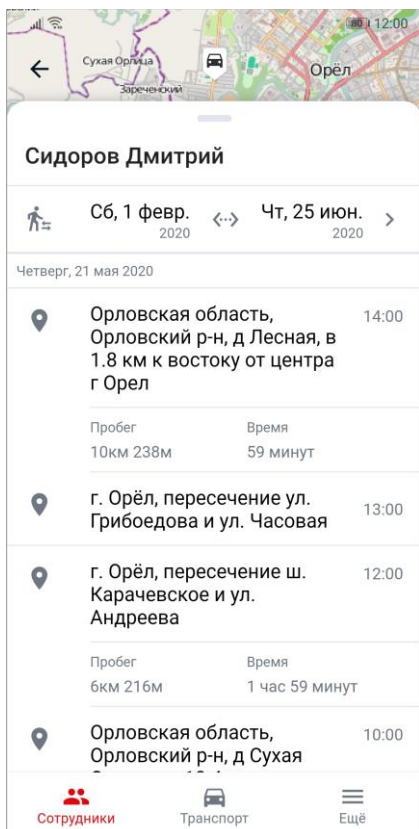 80 12:00
Сухая Орлица
Орёл
Зареченский
Сидоров Дмитрий
Сб, 1 февр.
2020
Чт, 25 июн.
2020
Четверг, 21 мая 2020
Орловская область,
Орловский р-н, д Лесная, в
1.8 км к востоку от центра
г Орел
14:00
Пробег
Время
10км 238м
59 минут
г. Орёл, пересечение ул.
Грибоедова и ул. Часовая
13:00
г. Орёл, пересечение ш.
Карачевское и ул.
Андреева
12:00
Пробег
Время
6км 216м
1 час 59 минут
Орловская область,
Орловский р-н, д Сухая
10:00
Сотрудники
Транспорт
Ещё